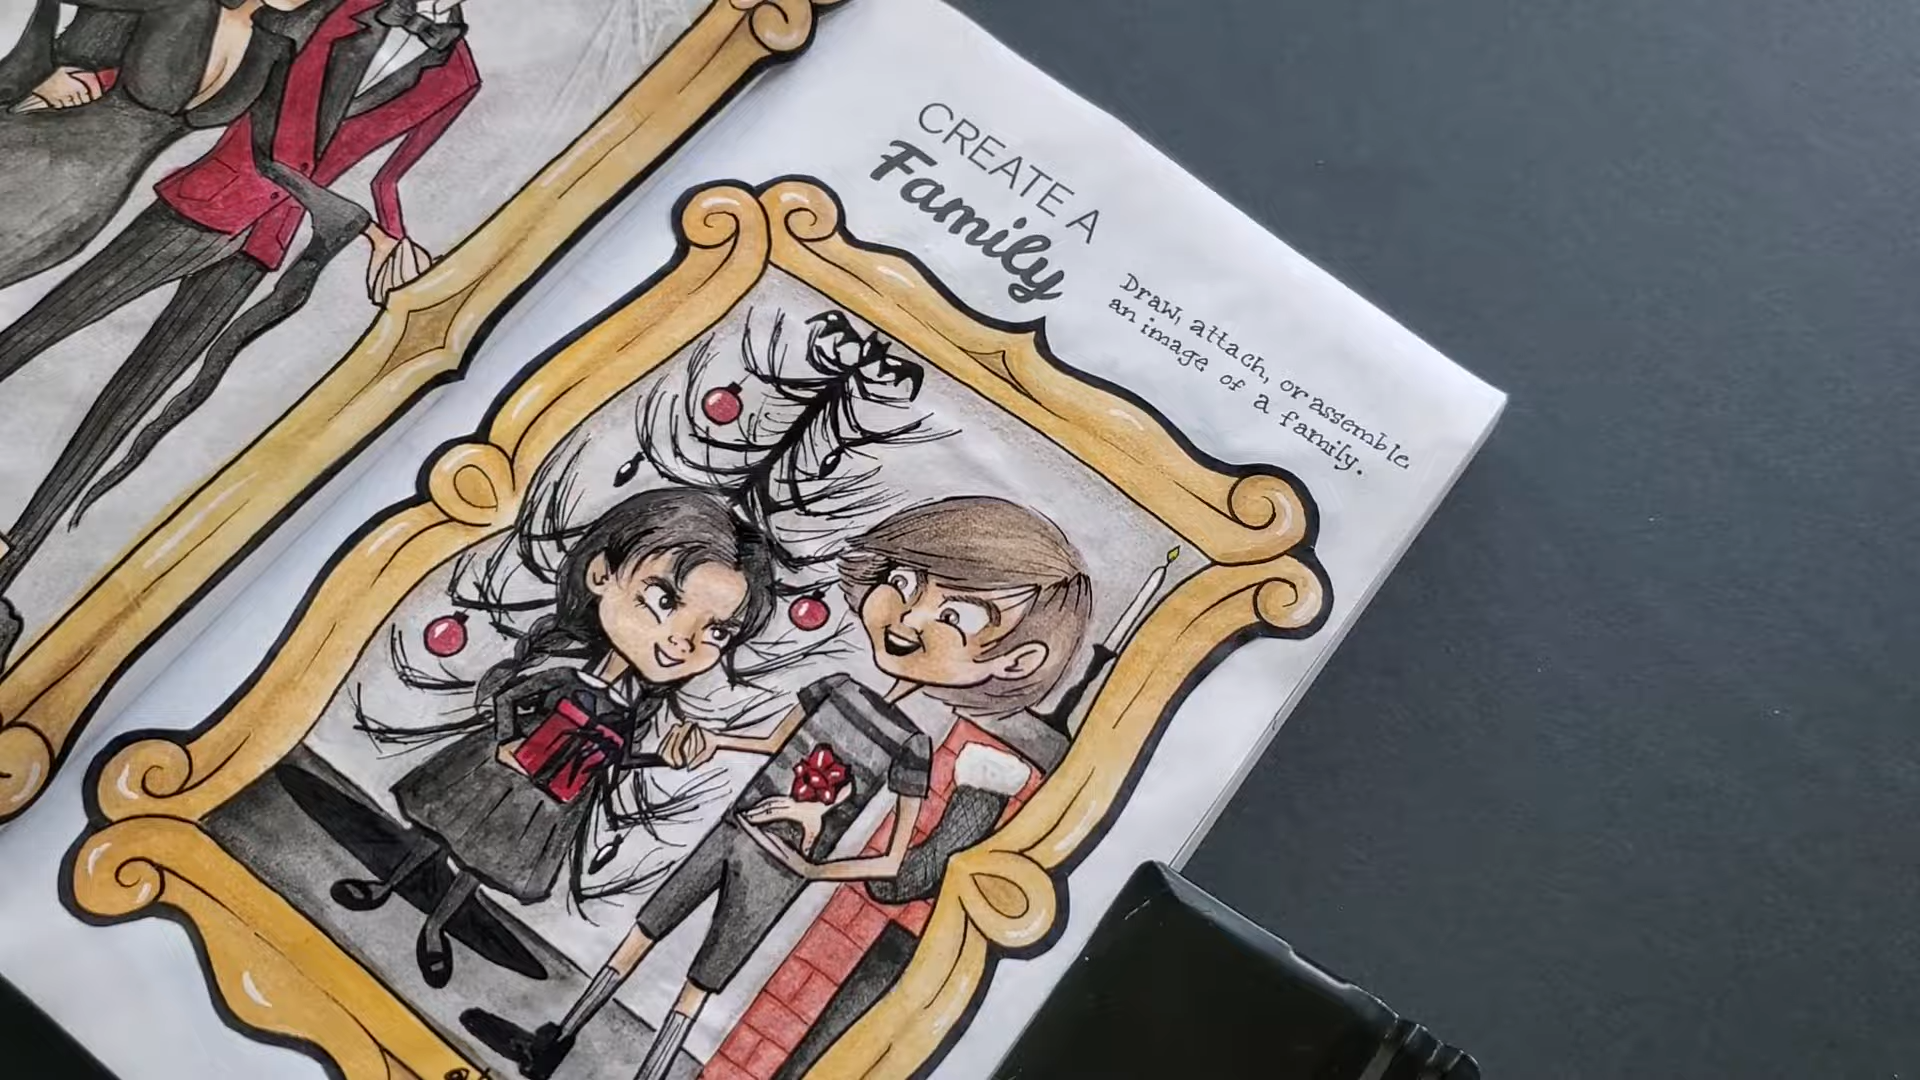 CREATE A
Family
Draw, attach, or assemble
an image of a family.